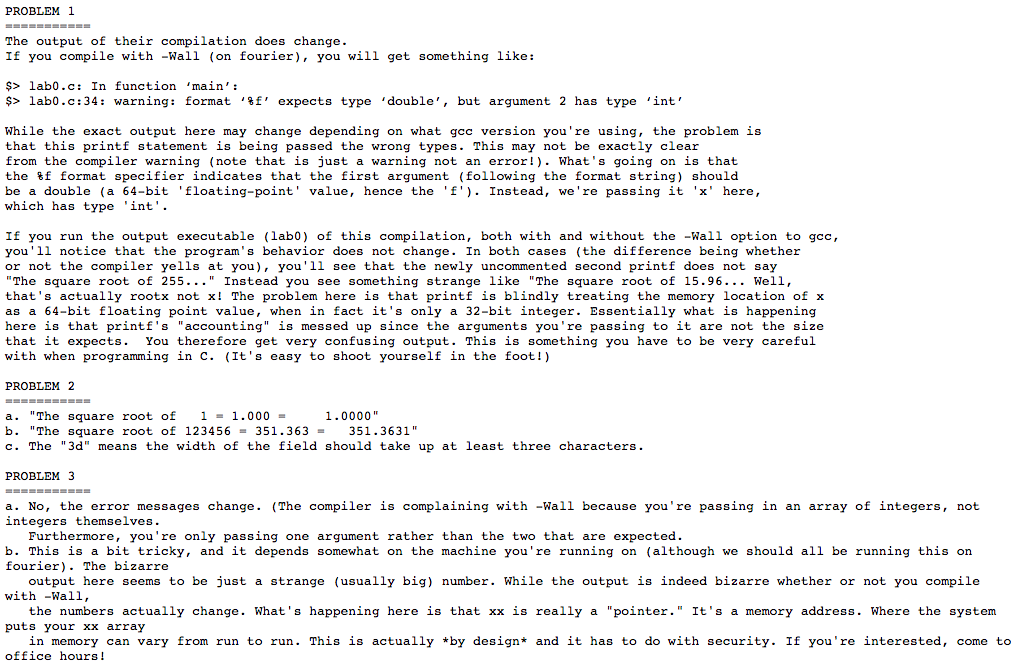 PROBLEM 1
===========
The output of their compilation does change.
If you compile with -Wall (on fourier), you will get something like:
$> lab0.c: In function ‘main’:
$> lab0.c:34: warning: format ‘%f’ expects type ‘double’, but argument 2 has type ‘int’
While the exact output here may change depending on what gcc version you're using, the problem is
that this printf statement is being passed the wrong types. This may not be exactly clear
from the compiler warning (note that is just a warning not an error!). What's going on is that
the %f format specifier indicates that the first argument (following the format string) should
be a double (a 64-bit 'floating-point' value, hence the 'f'). Instead, we're passing it 'x' here,
which has type 'int'.
If you run the output executable (lab0) of this compilation, both with and without the -Wall option to gcc,
you'll notice that the program's behavior does not change. In both cases (the difference being whether
or not the compiler yells at you), you'll see that the newly uncommented second printf does not say
"The square root of 255..." Instead you see something strange like "The square root of 15.96... Well,
that's actually rootx not x! The problem here is that printf is blindly treating the memory location of x
as a 64-bit floating point value, when in fact it's only a 32-bit integer. Essentially what is happening
here is that printf's "accounting" is messed up since the arguments you're passing to it are not the size
that it expects.  You therefore get very confusing output. This is something you have to be very careful
with when programming in C. (It's easy to shoot yourself in the foot!)
PROBLEM 2
===========
a. "The square root of   1 = 1.000 =     1.0000"
b. "The square root of 123456 = 351.363 =   351.3631"
c. The "3d" means the width of the field should take up at least three characters.
PROBLEM 3
===========
a. No, the error messages change. (The compiler is complaining with -Wall because you're passing in an array of integers, not
integers themselves.
Furthermore, you're only passing one argument rather than the two that are expected.
b. This is a bit tricky, and it depends somewhat on the machine you're running on (although we should all be running this on
fourier). The bizarre
output here seems to be just a strange (usually big) number. While the output is indeed bizarre whether or not you compile
with -Wall,
the numbers actually change. What's happening here is that xx is really a "pointer." It's a memory address. Where the system
puts your xx array
in memory can vary from run to run. This is actually *by design* and it has to do with security. If you're interested, come to
office hours!